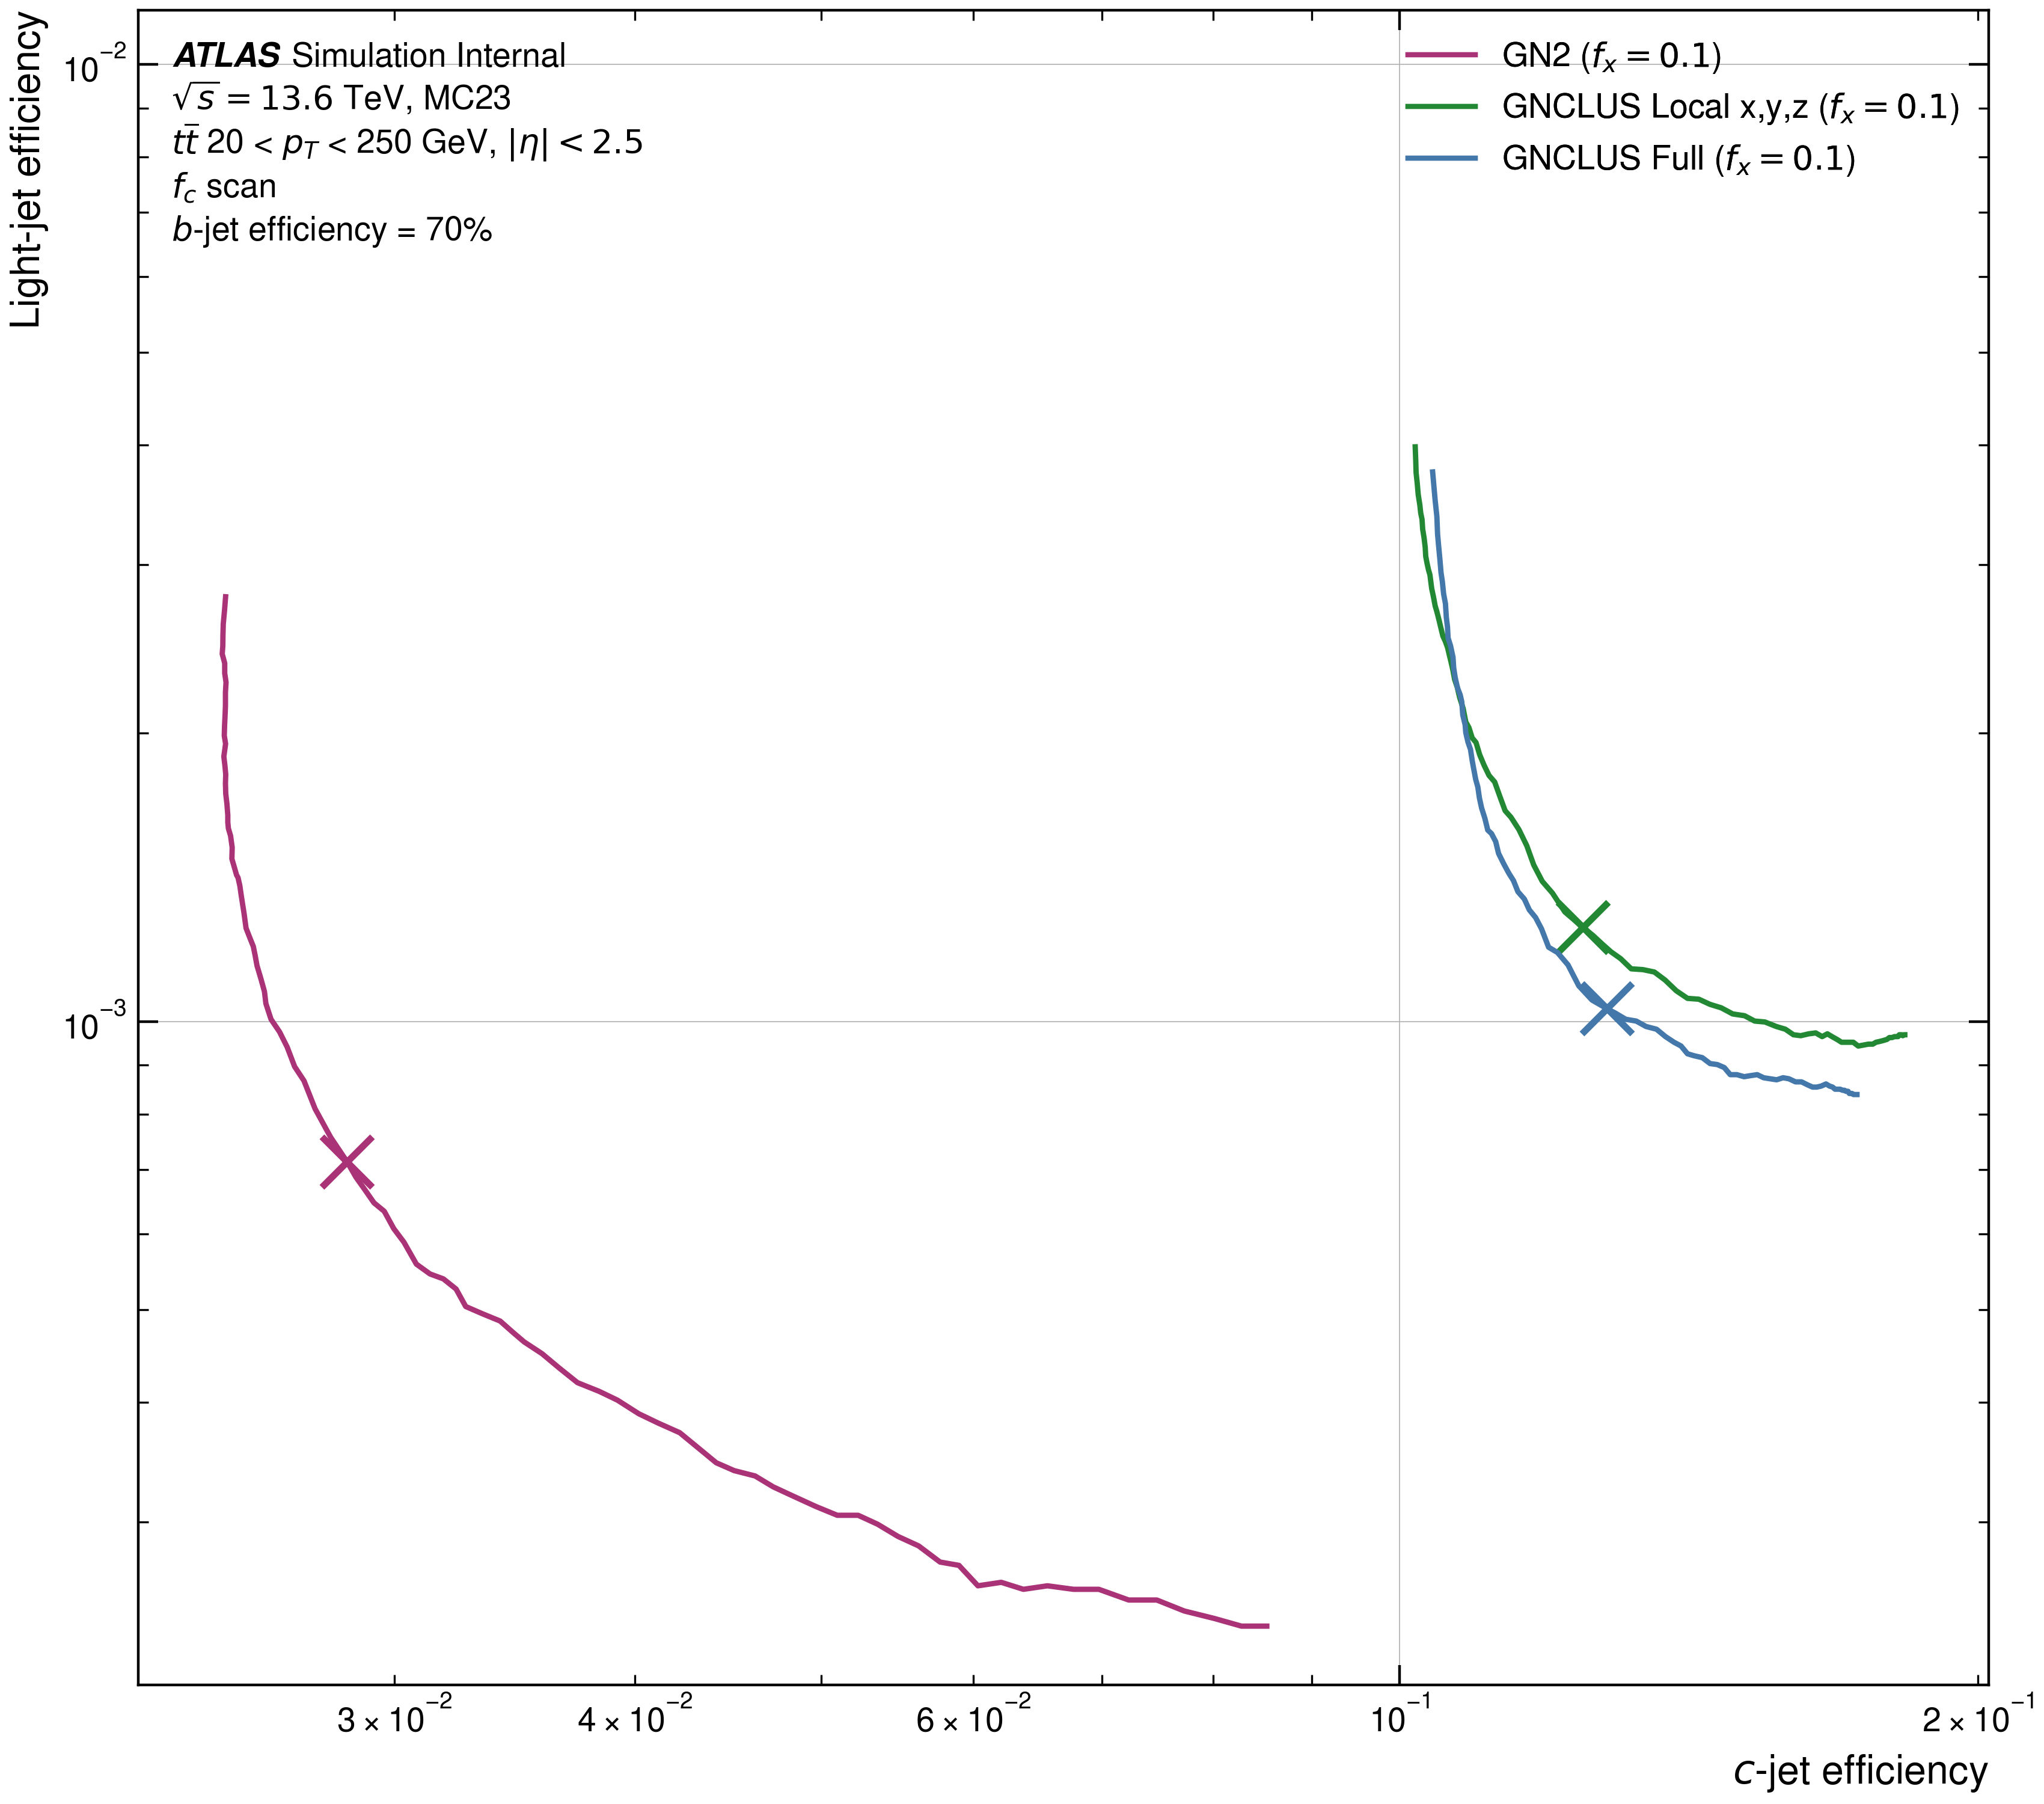 Light-jet efficiency
10⁻²
10⁻³
ATLAS Simulation Internal
√s = 13.6 TeV, MC23
tt̄ 20 < p_T < 250 GeV, |η| < 2.5
f_c scan
b-jet efficiency = 70%
GN2 (f_x = 0.1)
GNCLUS Local x,y,z (f_x = 0.1)
GNCLUS Full (f_x = 0.1)
3 × 10⁻² 4 × 10⁻² 6 × 10⁻² 10⁻¹ 2 × 10⁻¹
c-jet efficiency